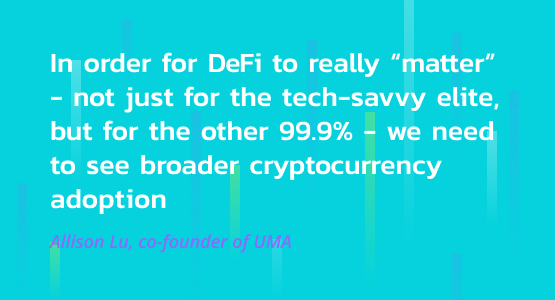 In order for DeFi to really “matter”
– not just for the tech-savvy elite,
but for the other 99.9% – we need
to see broader cryptocurrency
adoption
Allison Lu, co-founder of UMA